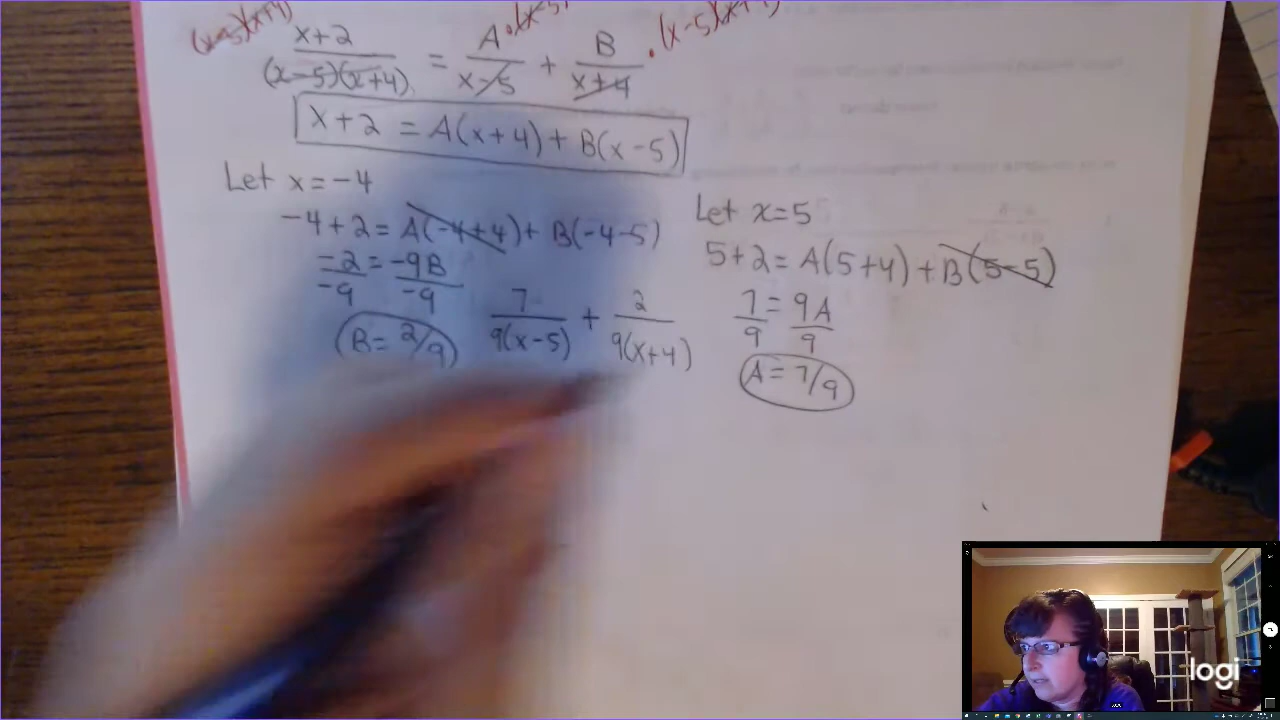 (x-5)(x+4)
x+2 / (x-5)(x+4) = A / x-5 + B / x+4 · (x-5)(x+4)
x+2 = A(x+4) + B(x-5)
Let x=-4
-4+2 = A(-4+4) + B(-4-5)
-2/-9 = -9B/-9
B = 2/9
7 / 9(x-5) + 2 / 9(x+4)
Let x=5
5+2 = A(5+4) + B(5-5)
7/9 = 9A/9
A = 7/9
logi